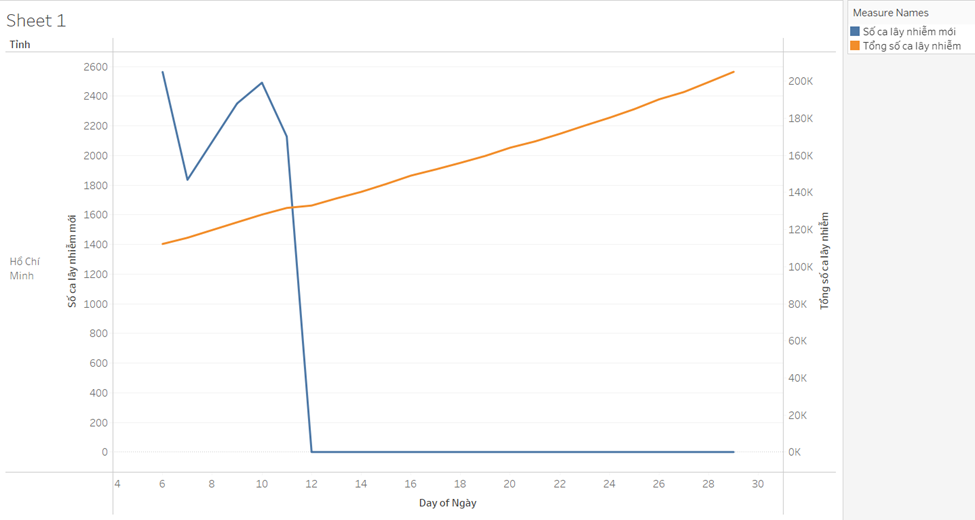 Sheet 1
Measure Names
Số ca lây nhiễm mới
Tổng số ca lây nhiễm
Tỉnh
Hồ Chí
Minh
Số ca lây nhiễm mới
2600
2400
2200
2000
1800
1600
1400
1200
1000
800
600
400
200
0
200K
180K
160K
140K
120K
100K
80K
60K
40K
20K
0K
Tổng số ca lây nhiễm
4 6 8 10 12 14 16 18 20 22 24 26 28 30
Day of Ngày